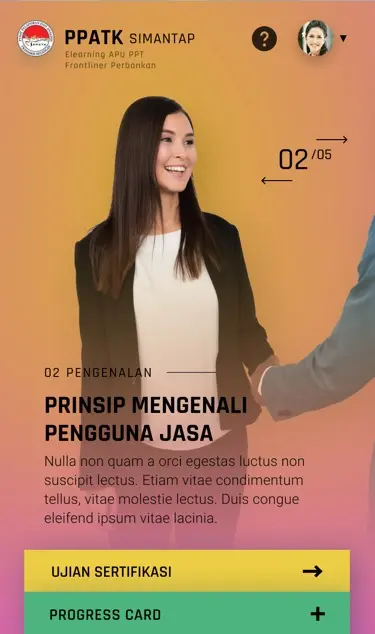 PPATK SIMANTAP
Elearning APU PPT
Frontliner Perbankan
?
02/05
02 PENGENALAN
PRINSIP MENGENALI
PENGGUNA JASA
Nulla non quam a orci egestas luctus non
suscipit lectus. Etiam vitae condimentum
tellus, vitae molestie lectus. Duis congue
eleifend ipsum vitae lacinia.
UJIAN SERTIFIKASI
PROGRESS CARD